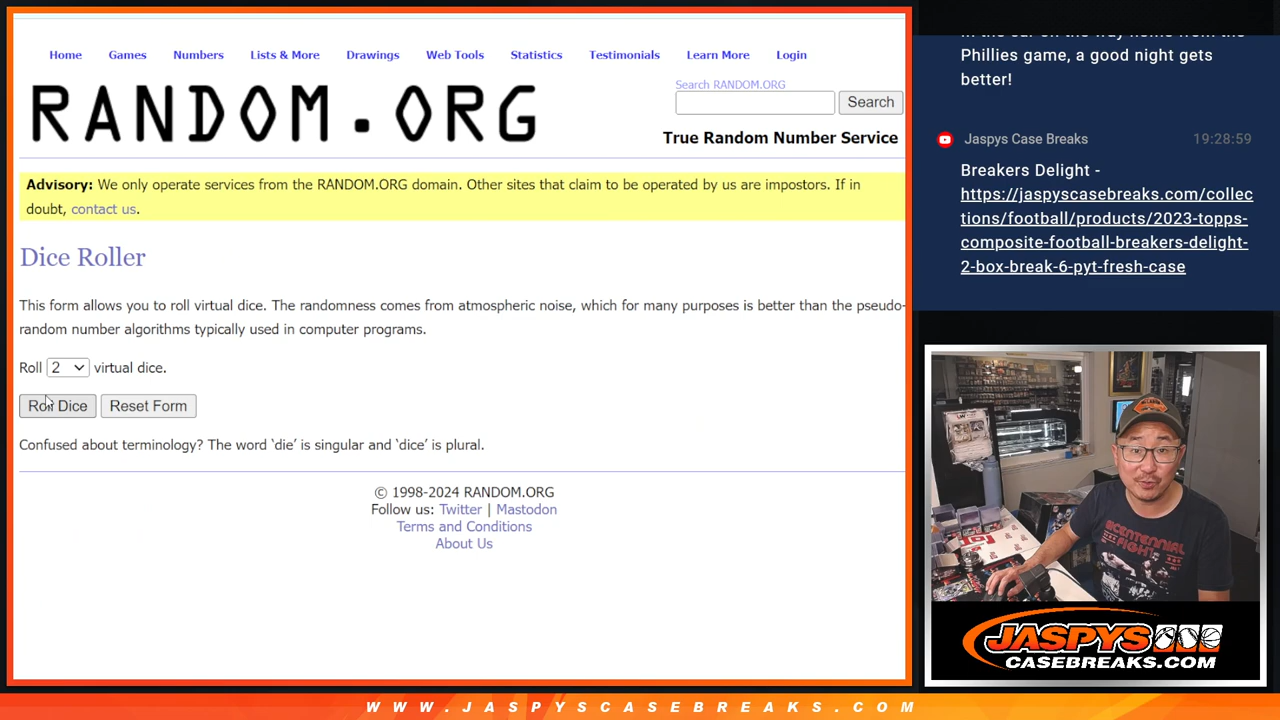 Home Games Numbers Lists & More Drawings Web Tools Statistics Testimonials Learn More Login
RANDOM.ORG
Search RANDOM.ORG
Search
True Random Number Service
Advisory: We only operate services from the RANDOM.ORG domain. Other sites that claim to be operated by us are impostors. If in
doubt, contact us.
Dice Roller
This form allows you to roll virtual dice. The randomness comes from atmospheric noise, which for many purposes is better than the pseudo-
random number algorithms typically used in computer programs.
Roll 2 virtual dice.
Roll Dice Reset Form
Confused about terminology? The word ‘die’ is singular and ‘dice’ is plural.
© 1998-2024 RANDOM.ORG
Follow us: Twitter | Mastodon
Terms and Conditions
About Us
Phillies game, a good night gets
better!
Jaspys Case Breaks 19:28:59
Breakers Delight -
https://jaspyscasebreaks.com/collec
tions/football/products/2023-topps-
composite-football-breakers-delight-
2-box-break-6-pyt-fresh-case
BICENTENNIAL
FIGHT
JASPYS
CASEBREAKS.COM
WWW.JASPYSCASEBREAKS.COM